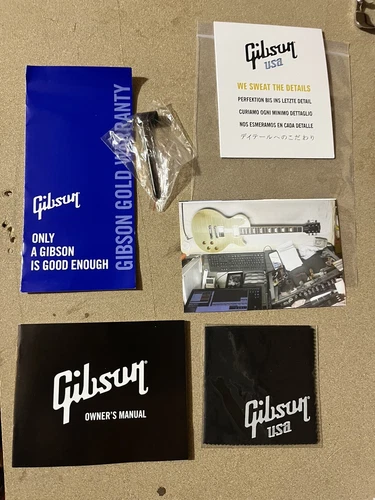 Gibson
ONLY
A GIBSON
IS GOOD ENOUGH
GIBSON GOLD WARRANTY
Gibson
usa
WE SWEAT THE DETAILS
PERFEKTION BIS INS LETZTE DETAIL
CURIAMO OGNI MINIMO DETTAGLIO
NOS ESMERAMOS EN CADA DETALLE
ディテールへのこだわり
Gibson
OWNER'S MANUAL
Gibson
usa